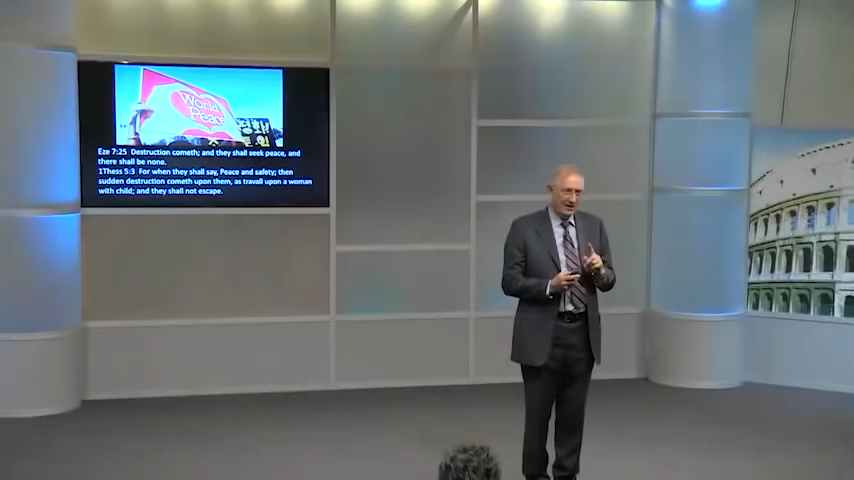 World
Peace
Eze 7:25 Destruction cometh; and they shall seek peace, and
there shall be none.
1Thess 5:3 For when they shall say, Peace and safety; then
sudden destruction cometh upon them, as travail upon a woman
with child; and they shall not escape.